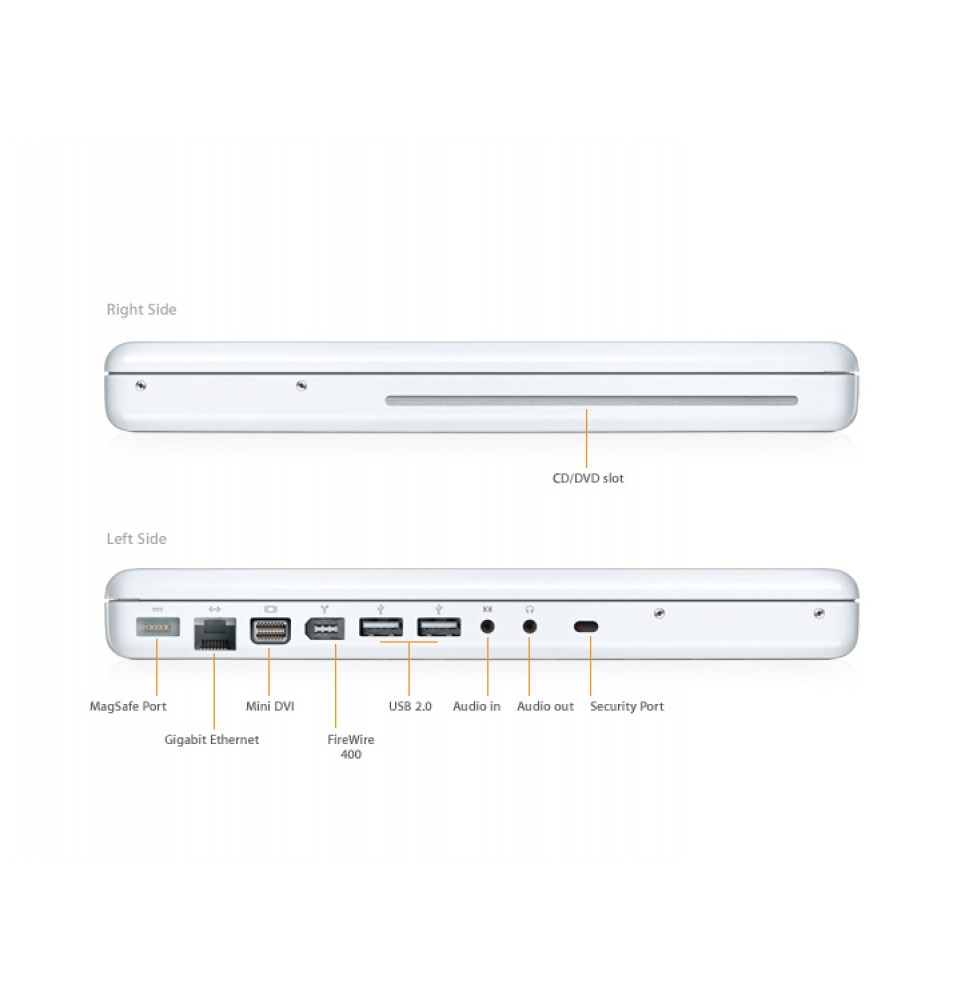 Right Side
CD/DVD slot
Left Side
MagSafe Port
Mini DVI
USB 2.0
Audio in
Audio out
Security Port
Gigabit Ethernet
FireWire
400